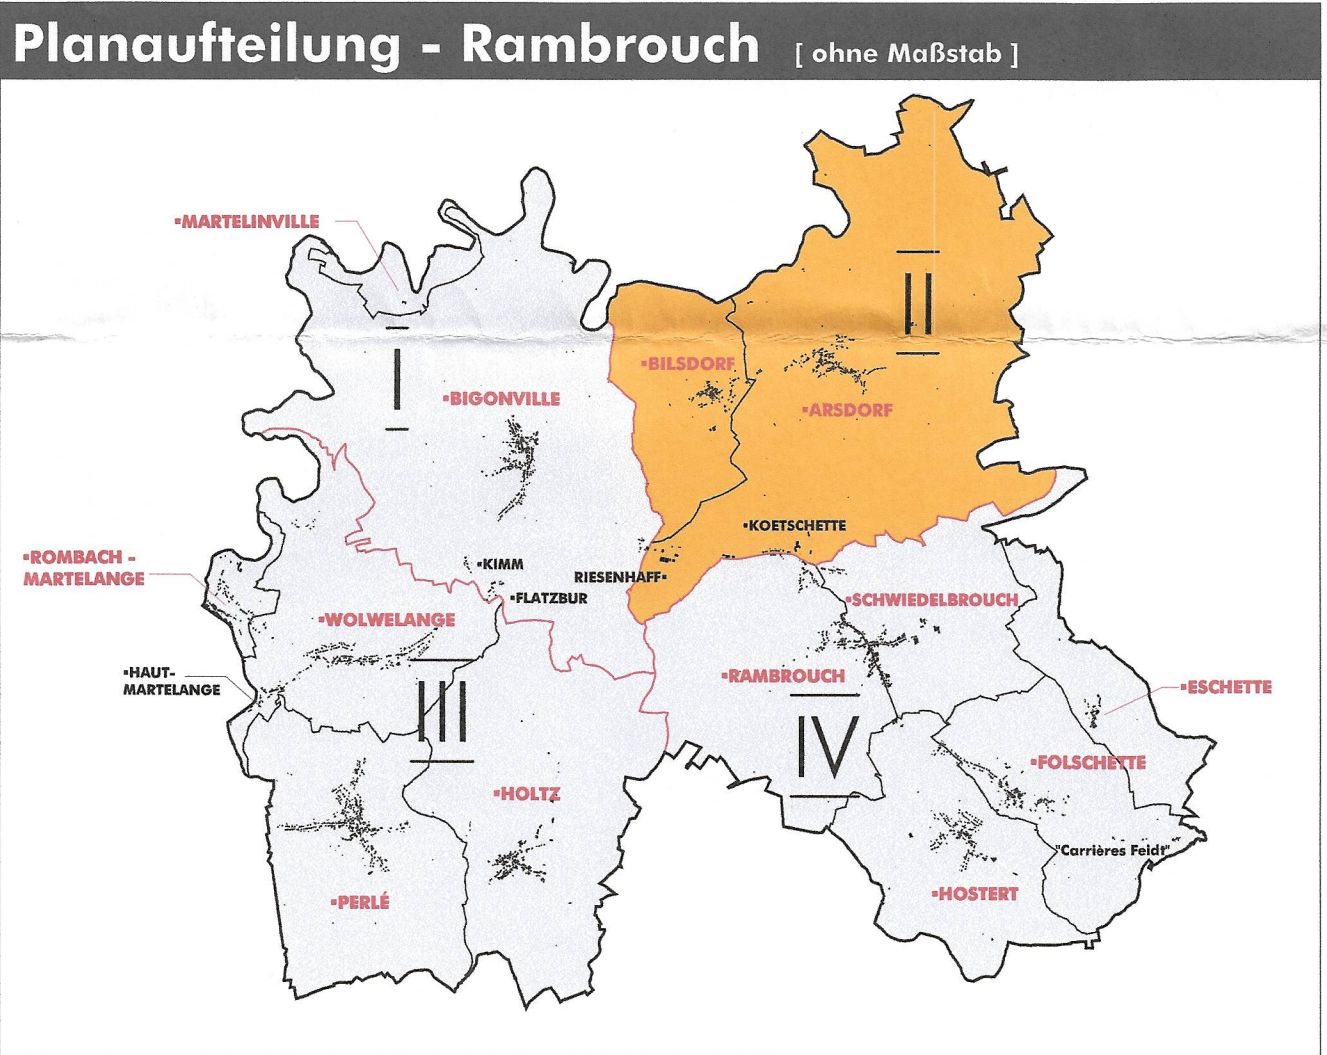 Planaufteilung - Rambrouch [ ohne Maßstab ]
MARTELINVILLE
II
I
BILSDORF
BIGONVILLE
ARSDORF
KOETSCHETTE
ROMBACH -
MARTELANGE
KIMM
RIESENHAFF
FLATZBUR
SCHWIEDELBROUCH
WOLWELANGE
HAUT-
MARTELANGE
RAMBROUCH
ESCHETTE
III
IV
FOLSCHETTE
HOLTZ
"Carrières Feidt"
HOSTERT
PERLÉ